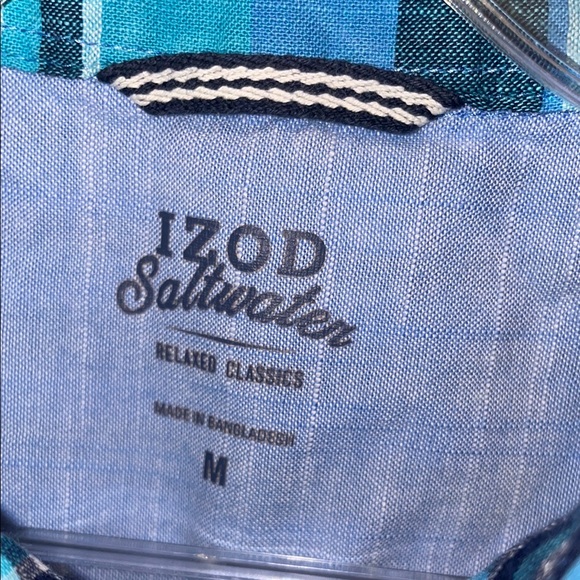 IZOD
Saltwater
RELAXED CLASSICS
MADE IN BANGLADESH
M